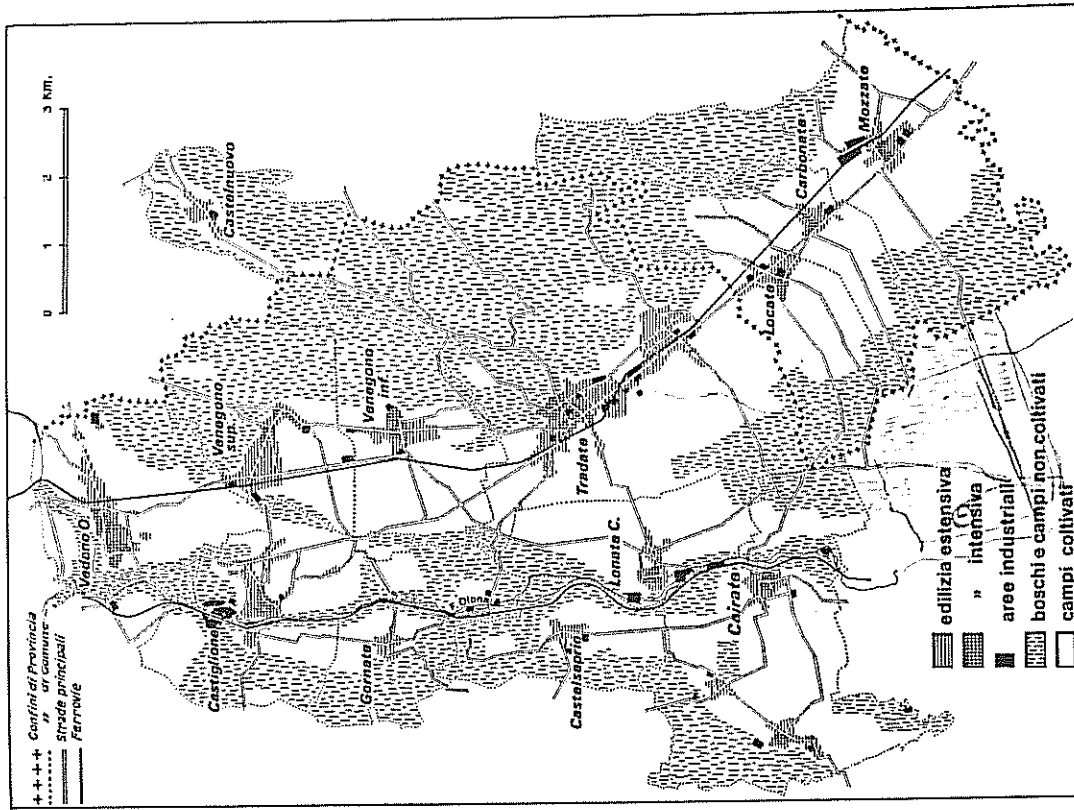 + + + + Confini di Provincia
........ » di Comune
Strade principali
Ferrovie
0 1 2 3 Km.
Castelnuovo
Vedano O.
Venegono sup.
Venegono inf.
Castiglione
Gornate
F. Olona
Castelseprio
Lonate C.
Cairate
Tradate
Locate
Carbonate
Mozzate
edilizia estensiva
» intensiva
aree industriali
boschi e campi non coltivati
campi coltivati